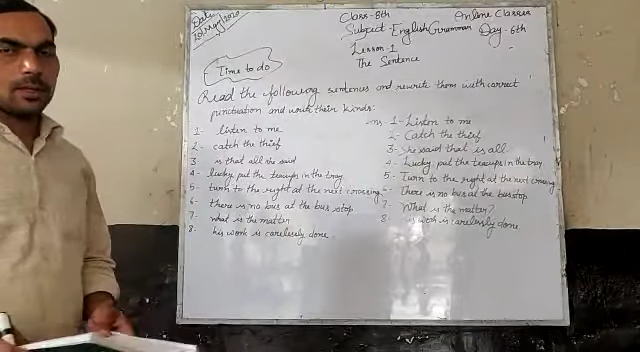 Date
10/May/2020
Class-8th Online Classes
Subject-English Grammar Day-6th
Lesson-1
The Sentence
Time to do
Read the following sentences and rewrite them with correct
punctuation and write their kinds:
1- listen to me
2- catch the thief
3- is that all she said
4- lucky put the teacups in the tray
5- turn to the right at the next crossing
6- there is no bus at the bus stop
7- what is the matter
8- his work is carelessly done.
Ans 1- Listen to me
2- Catch the thief
3- She said that is all.
4- Lucky put the teacups in the tray
5- Turn to the right at the next crossing
6- There is no bus at the bus stop
7- What is the matter?
8- is work is carelessly done.